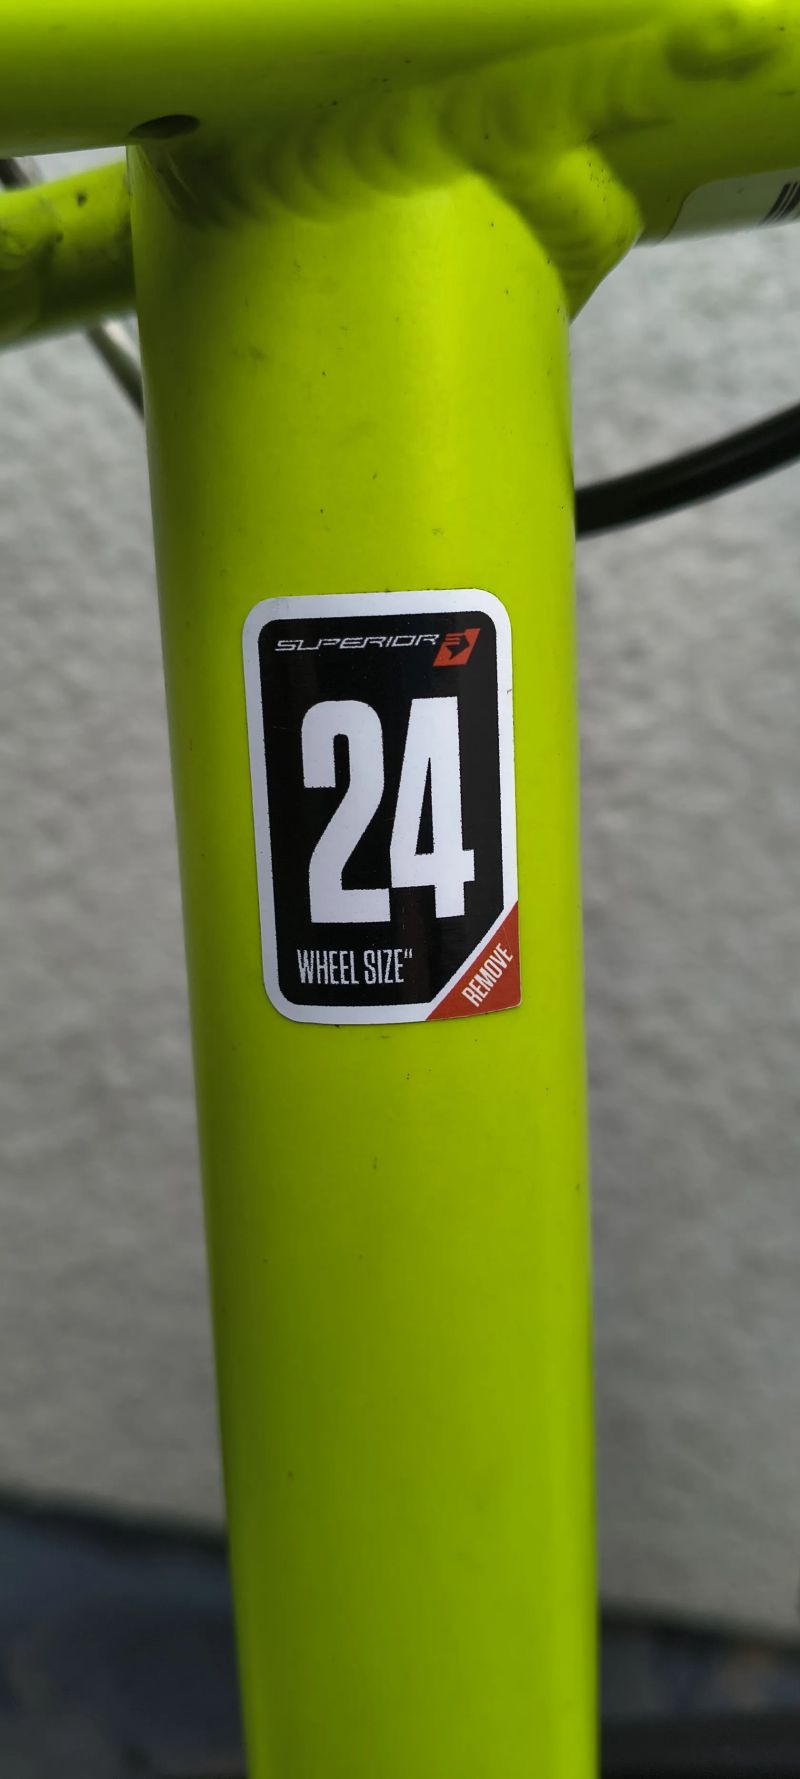 SUPERIOR
24
WHEEL SIZE"
REMOVE